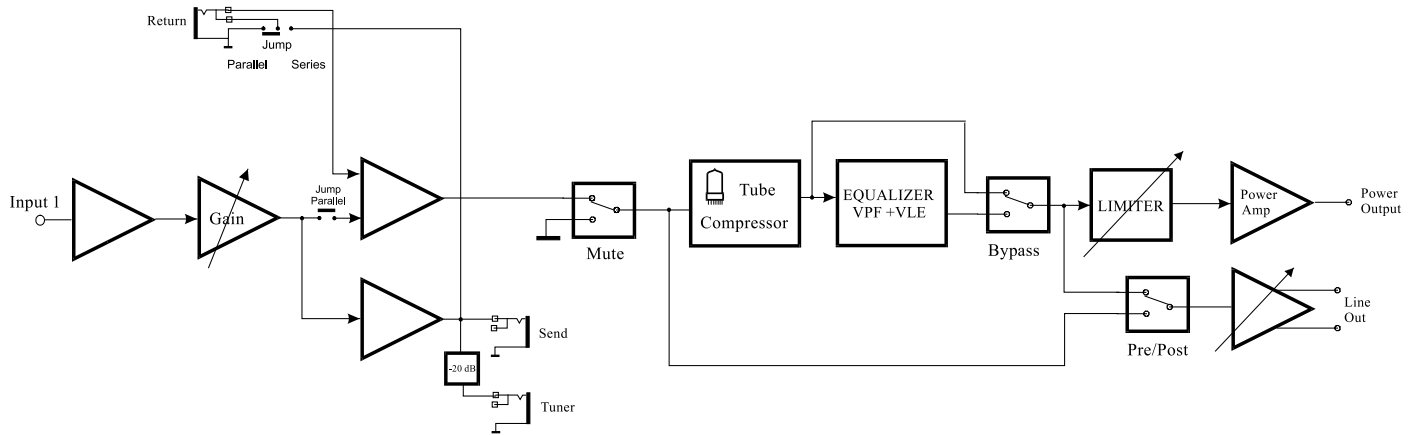 Return
Jump
Parallel Series
Input 1
Gain
Jump
Parallel
Mute
Tube
Compressor
EQUALIZER
VPF +VLE
Bypass
LIMITER
Power
Amp
Power
Output
Pre/Post
Line
Out
Send
-20 dB
Tuner